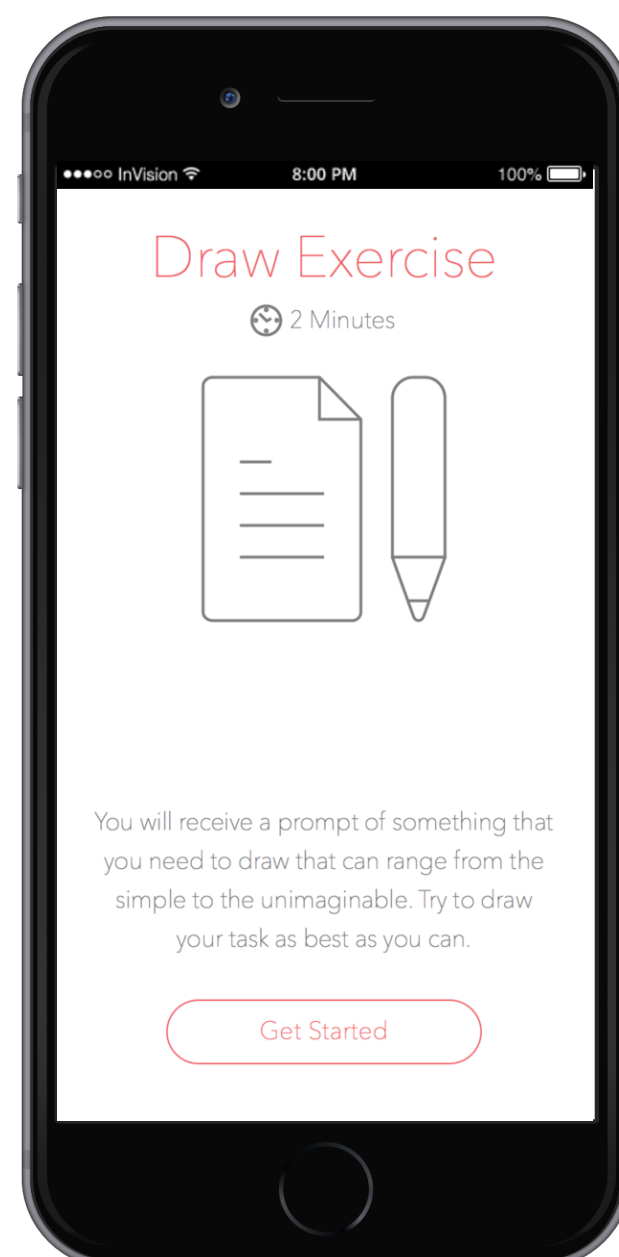 InVision 8:00 PM 100%
Draw Exercise
2 Minutes
You will receive a prompt of something that
you need to draw that can range from the
simple to the unimaginable. Try to draw
your task as best as you can.
Get Started